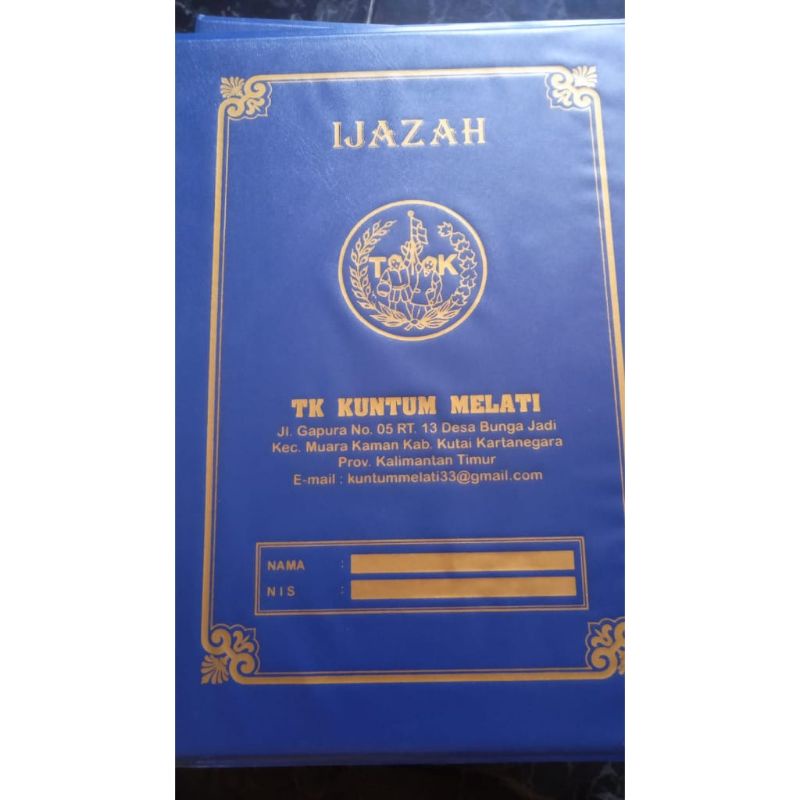 IJAZAH
TK
TK KUNTUM MELATI
Jl. Gapura No. 05 RT. 13 Desa Bunga Jadi
Kec. Muara Kaman Kab. Kutai Kartanegara
Prov. Kalimantan Timur
E-mail : kuntummelati33@gmail.com
NAMA :
NIS :